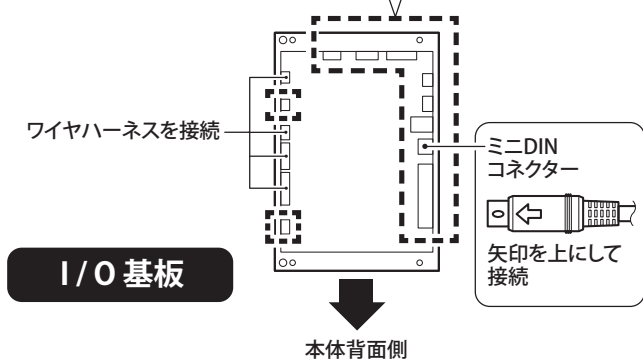 ワイヤハーネスを接続
ミニDIN
コネクター
矢印を上にして
接続
I/O 基板
本体背面側